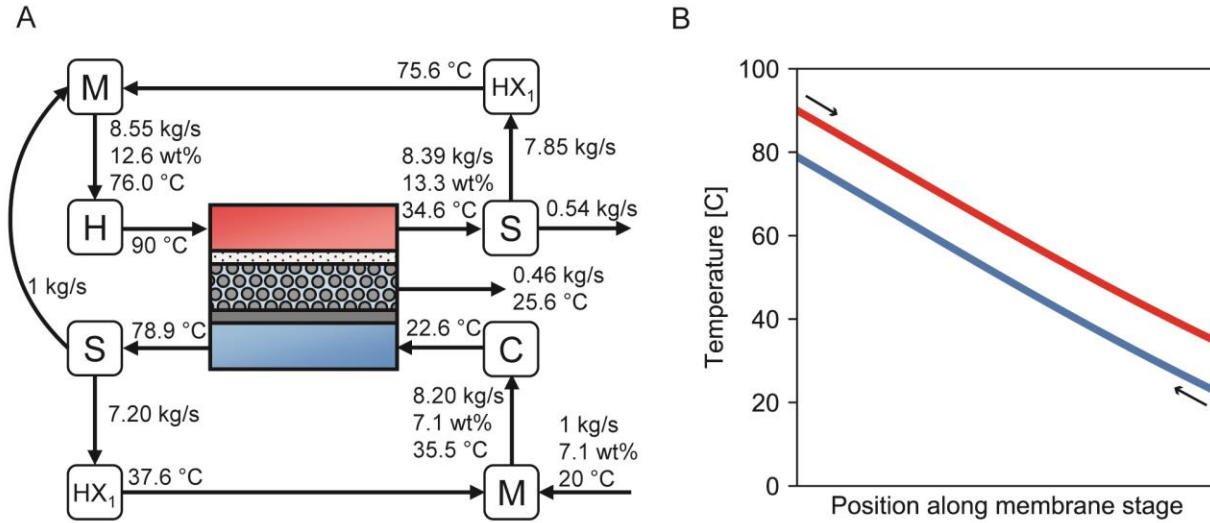 A
B
M
75.6 °C
HX₁
8.55 kg/s
12.6 wt%
76.0 °C
8.39 kg/s
13.3 wt%
34.6 °C
7.85 kg/s
H
90 °C
S
0.54 kg/s
0.46 kg/s
25.6 °C
1 kg/s
S
78.9 °C
22.6 °C
C
7.20 kg/s
8.20 kg/s
7.1 wt%
35.5 °C
1 kg/s
7.1 wt%
20 °C
HX₁
37.6 °C
M
100
80
60
40
20
0
Temperature [C]
Position along membrane stage